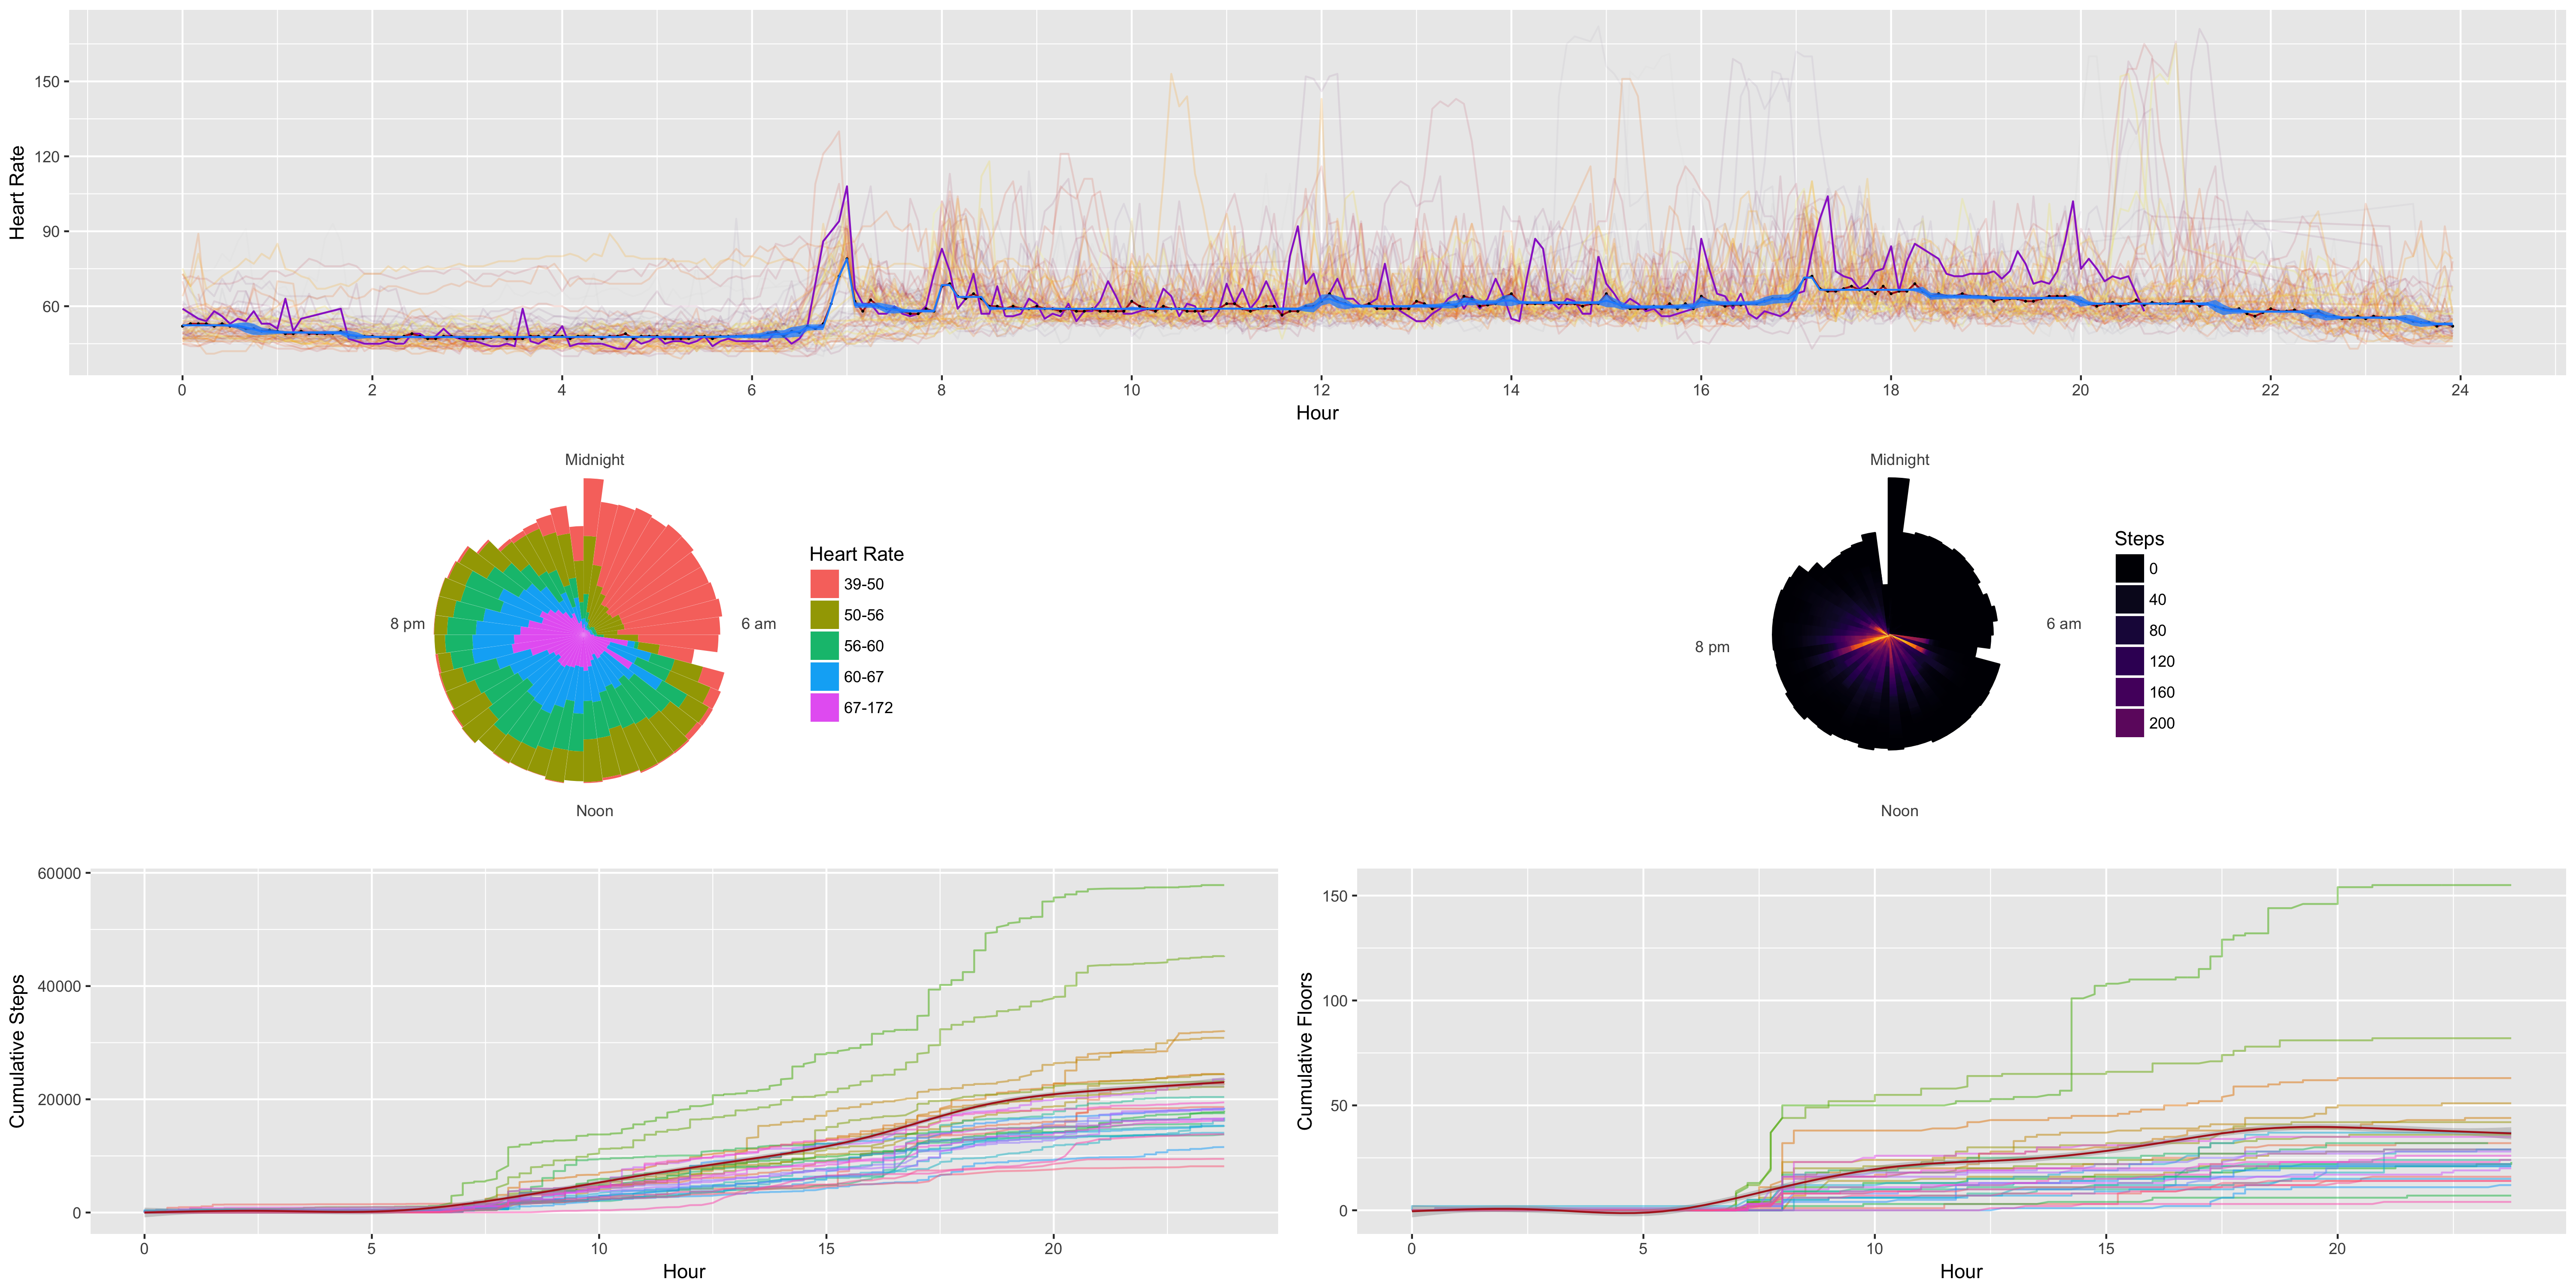 Heart Rate
150
120
90
60
0 2 4 6 8 10 12 14 16 18 20 22 24
Hour
Midnight
8 pm
6 am
Noon
Heart Rate
39-50
50-56
56-60
60-67
67-172
Midnight
8 pm
6 am
Noon
Steps
0
40
80
120
160
200
Cumulative Steps
60000
40000
20000
0
0 5 10 15 20
Hour
Cumulative Floors
150
100
50
0
0 5 10 15 20
Hour